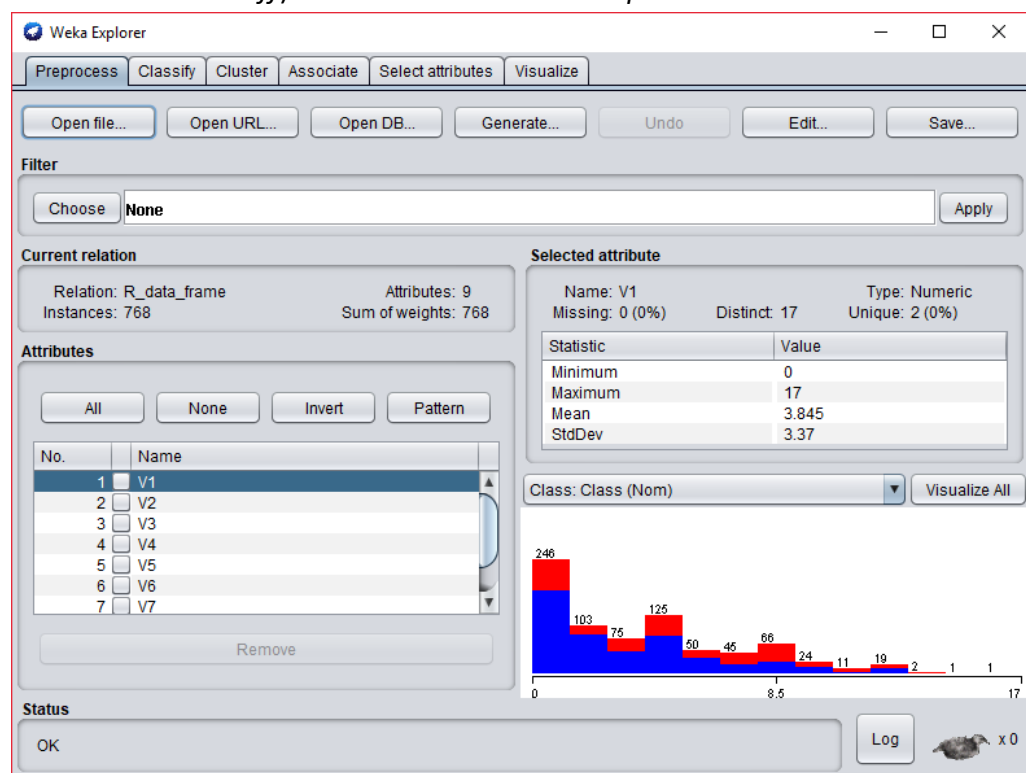 Weka Explorer
Preprocess Classify Cluster Associate Select attributes Visualize
Open file... Open URL... Open DB... Generate... Undo Edit... Save...
Filter
Choose None Apply
Current relation
Relation: R_data_frame Attributes: 9
Instances: 768 Sum of weights: 768
Selected attribute
Name: V1 Type: Numeric
Missing: 0 (0%) Distinct: 17 Unique: 2 (0%)
Statistic Value
Minimum 0
Maximum 17
Mean 3.845
StdDev 3.37
Attributes
All None Invert Pattern
No. Name
1 V1
2 V2
3 V3
4 V4
5 V5
6 V6
7 V7
Remove
Class: Class (Nom) Visualize All
246 103 75 125 50 45 66 24 11 19 2 1 1
0 8.5 17
Status
OK
Log x 0